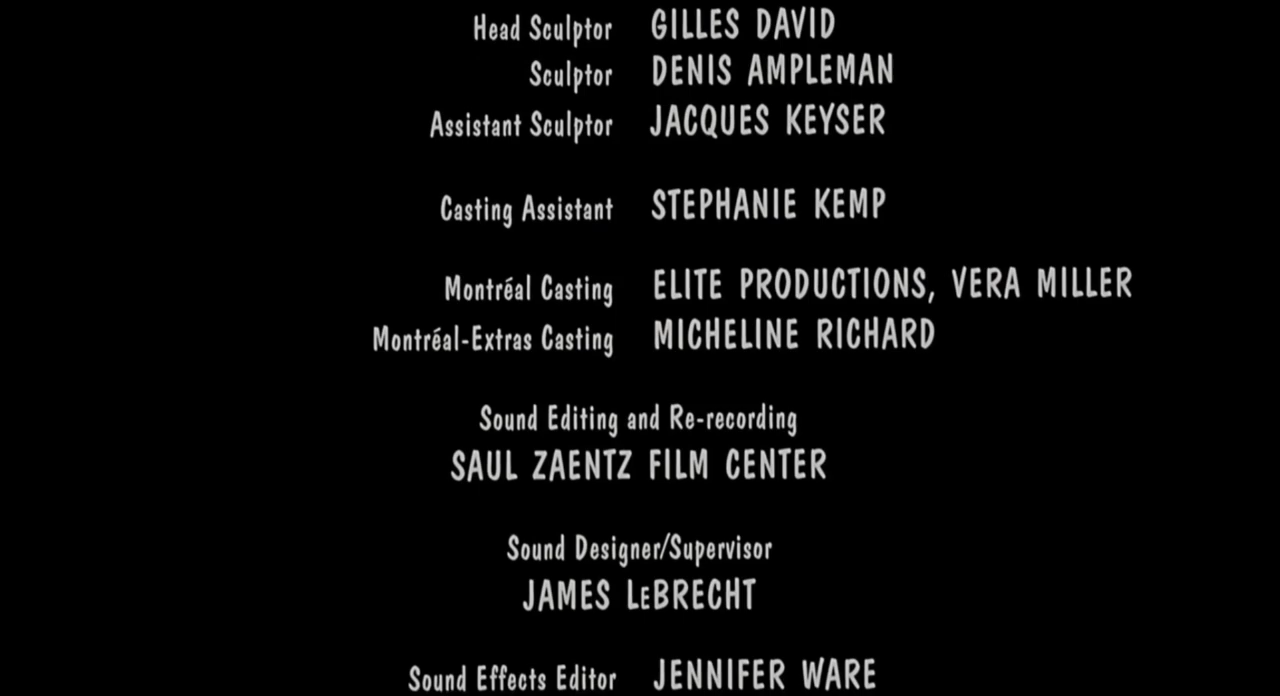 Head Sculptor GILLES DAVID
Sculptor DENIS AMPLEMAN
Assistant Sculptor JACQUES KEYSER
Casting Assistant STEPHANIE KEMP
Montréal Casting ELITE PRODUCTIONS, VERA MILLER
Montréal-Extras Casting MICHELINE RICHARD
Sound Editing and Re-recording
SAUL ZAENTZ FILM CENTER
Sound Designer/Supervisor
JAMES LEBRECHT
Sound Effects Editor JENNIFER WARE